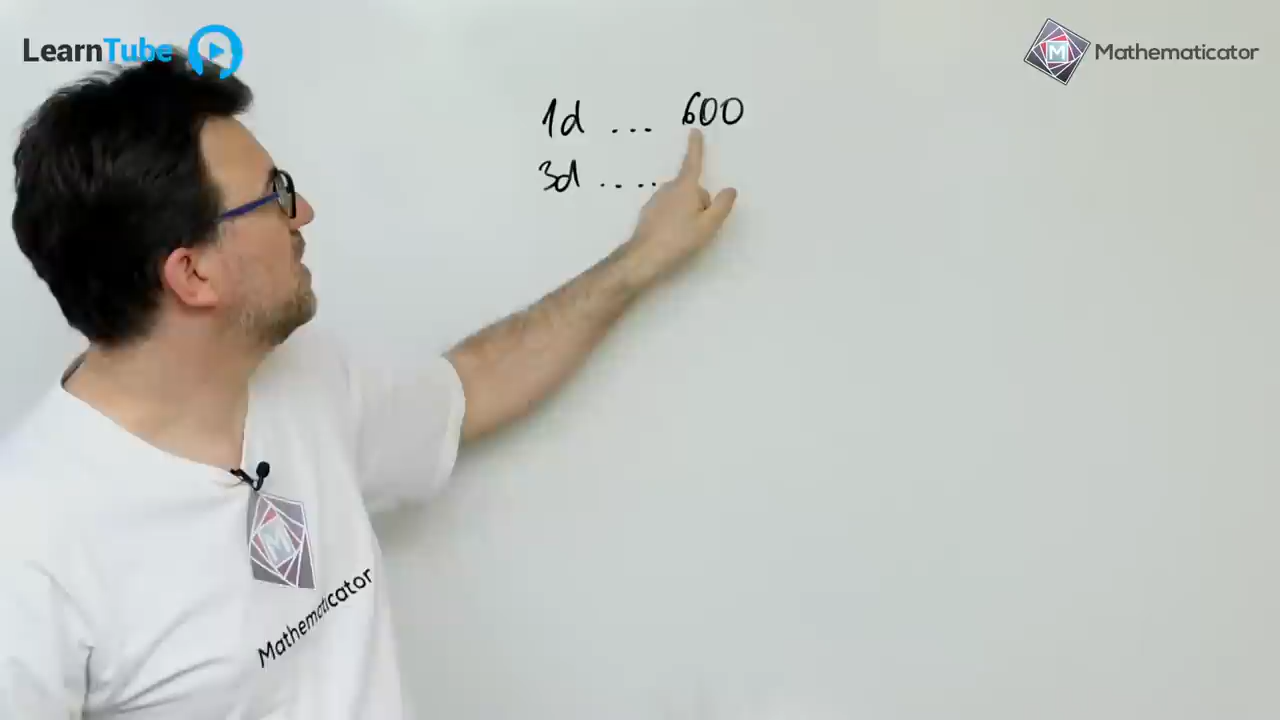 LearnTube
Mathematicator
1d ... 600
3d ....
M
Mathematicator